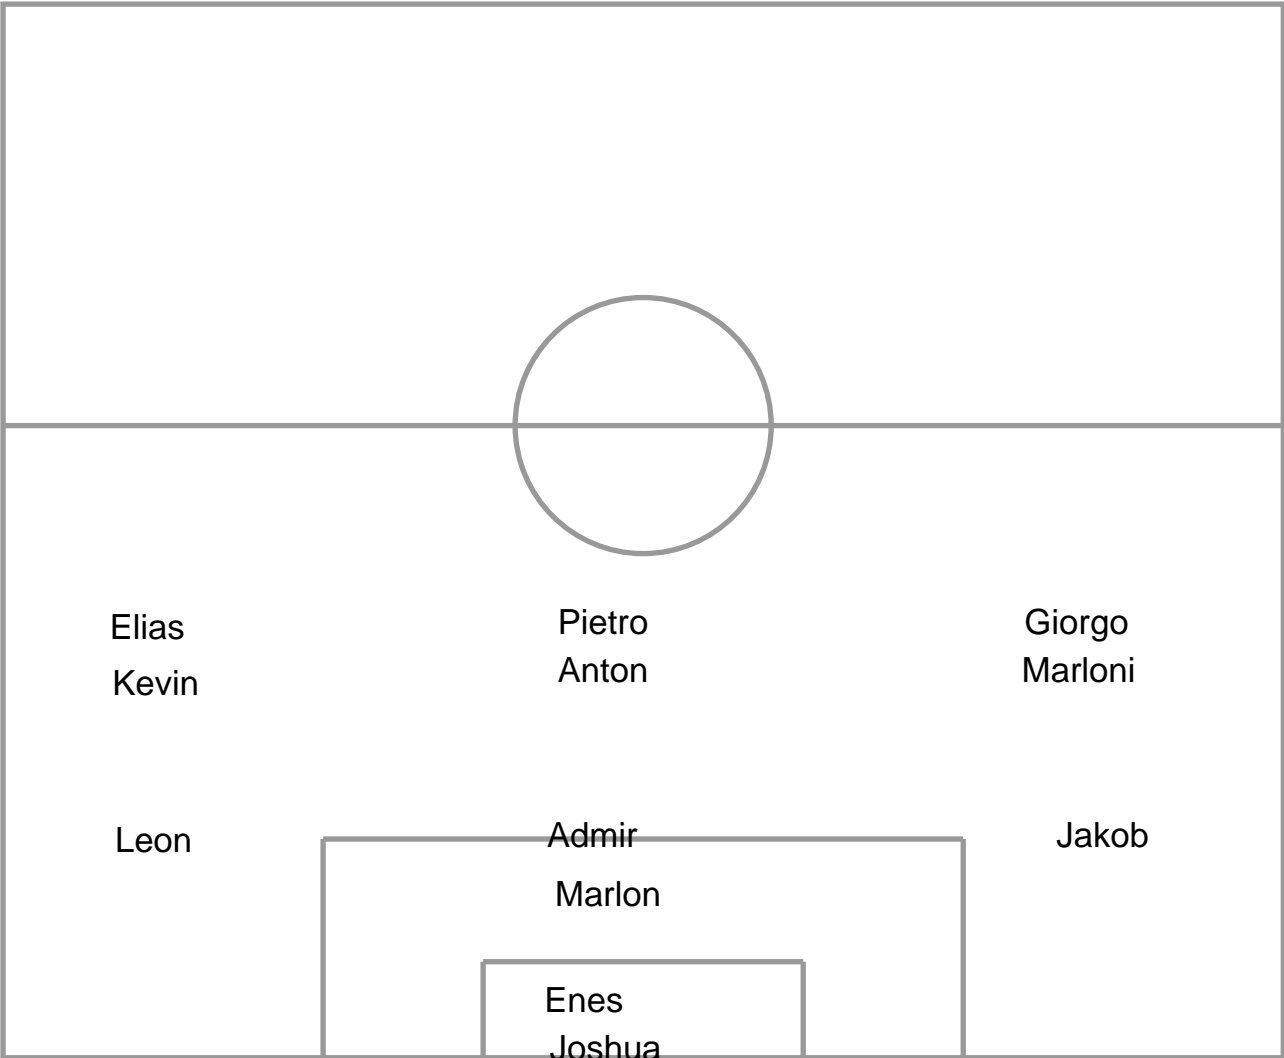 Elias Pietro Giorgo
Kevin Anton Marloni
Leon Admir Jakob
Marlon
Enes
Joshua